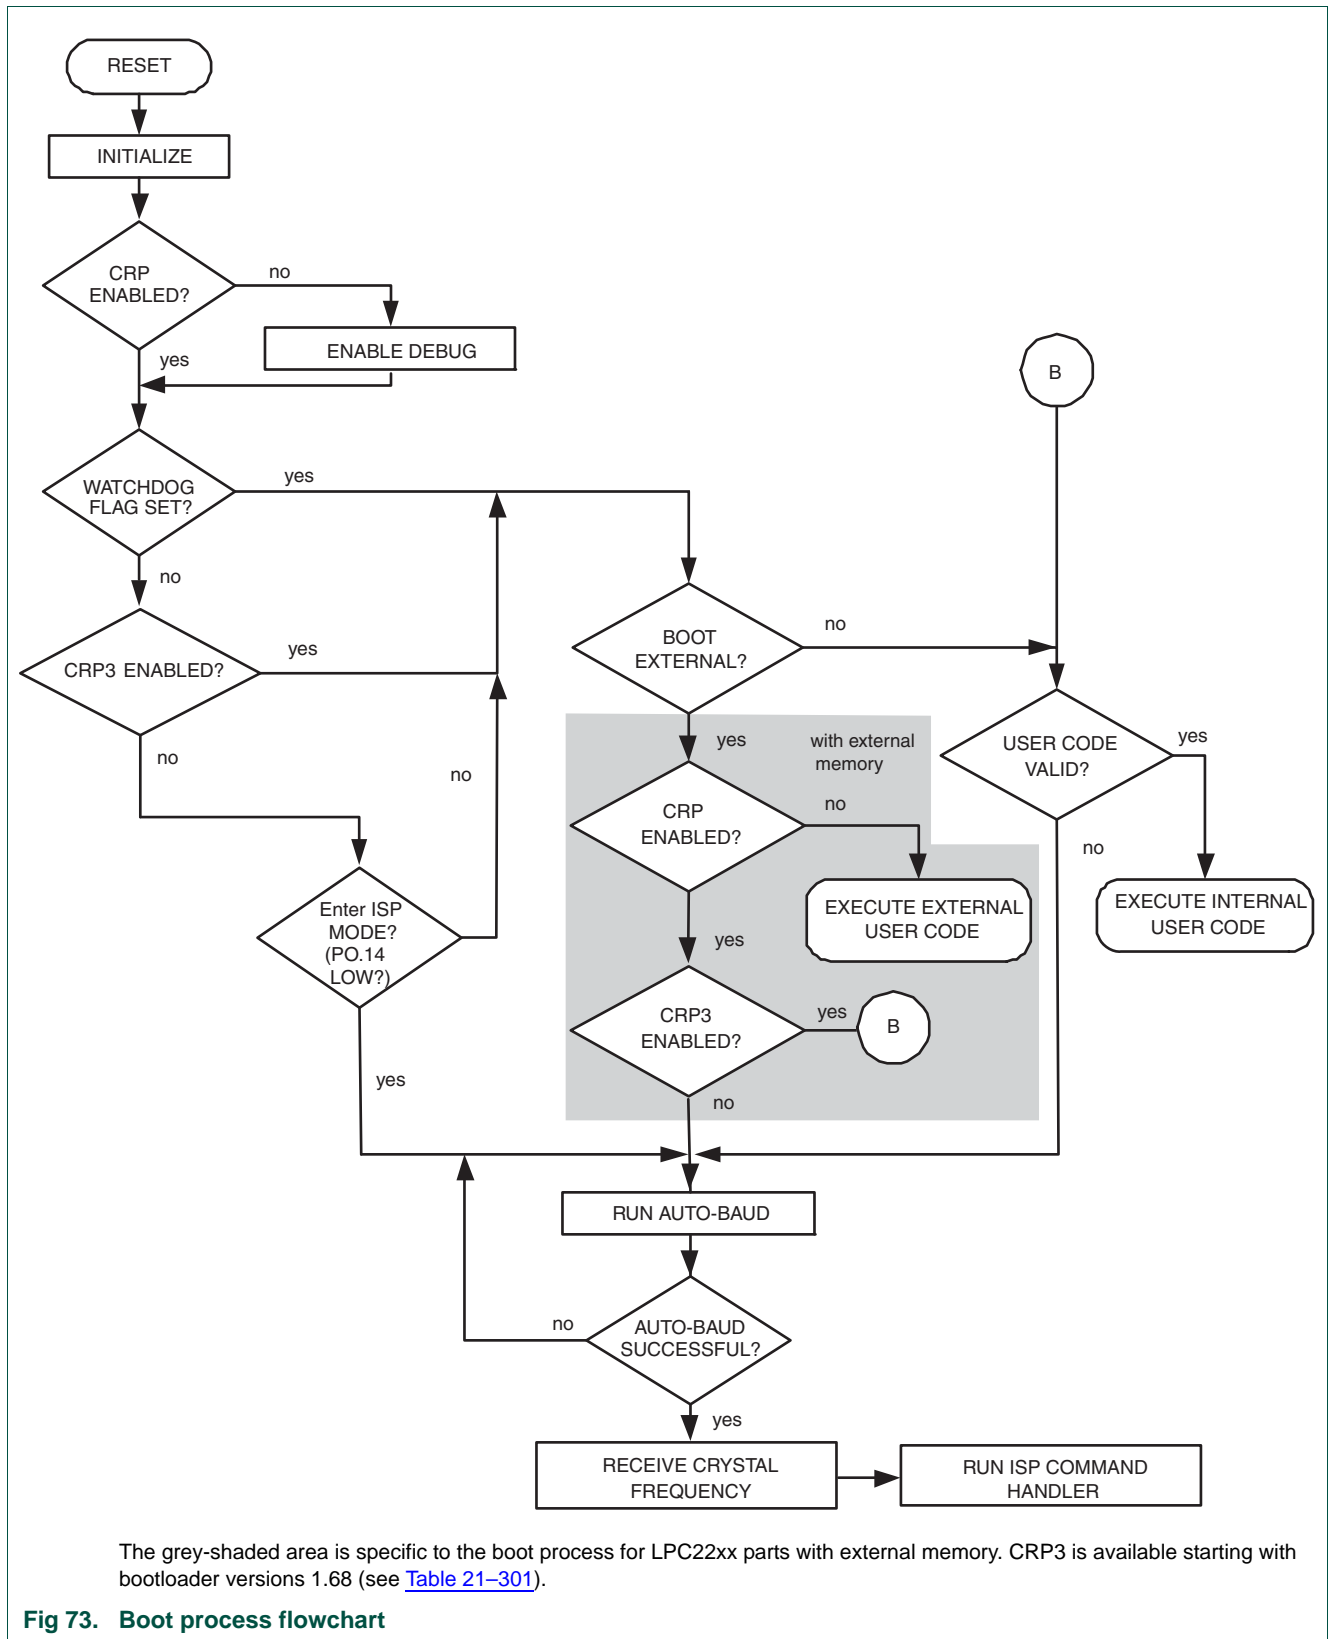 RESET
INITIALIZE
CRP
ENABLED?
no
ENABLE DEBUG
yes
B
WATCHDOG
FLAG SET?
yes
no
CRP3 ENABLED?
yes
no
no
BOOT
EXTERNAL?
no
yes
with external
memory
USER CODE
VALID?
yes
no
CRP
ENABLED?
no
yes
EXECUTE EXTERNAL
USER CODE
EXECUTE INTERNAL
USER CODE
Enter ISP
MODE?
(PO.14
LOW?)
yes
CRP3
ENABLED?
yes
B
no
RUN AUTO-BAUD
AUTO-BAUD
SUCCESSFUL?
no
yes
RECEIVE CRYSTAL
FREQUENCY
RUN ISP COMMAND
HANDLER
The grey-shaded area is specific to the boot process for LPC22xx parts with external memory. CRP3 is available starting with
bootloader versions 1.68 (see Table 21–301).
Fig 73. Boot process flowchart